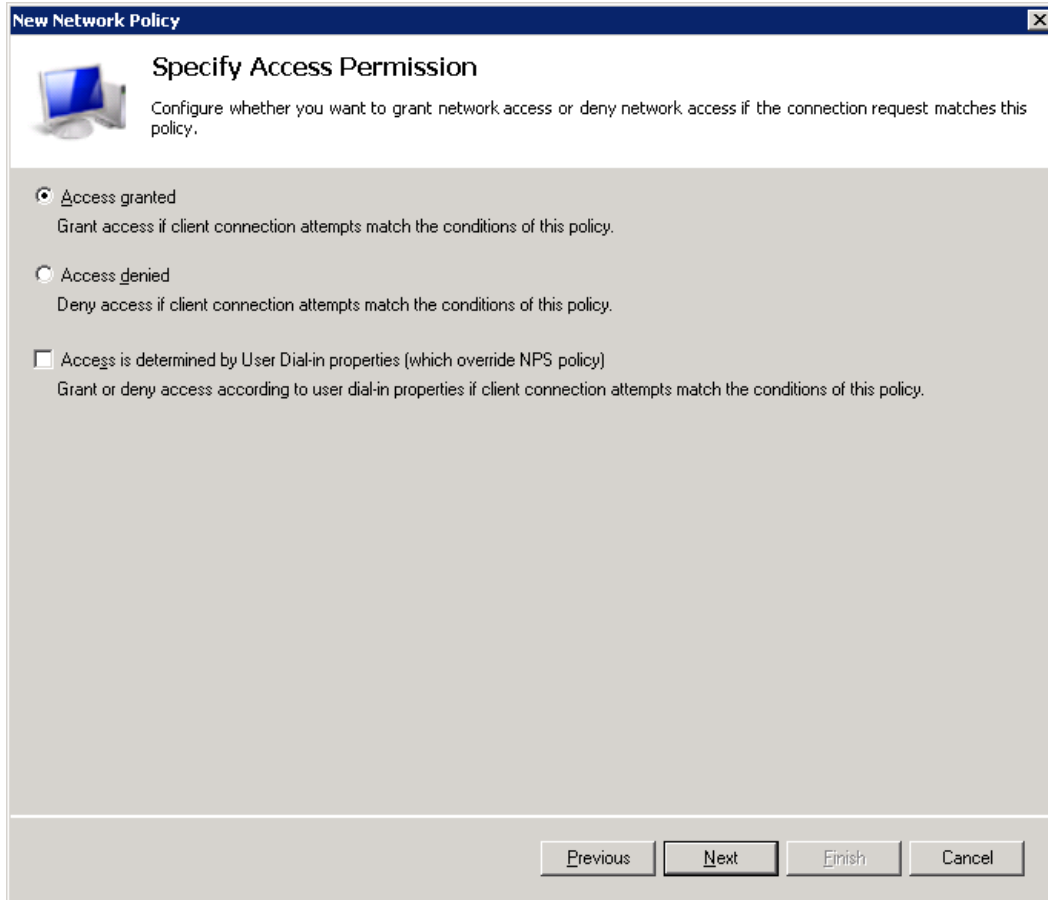 New Network Policy
Specify Access Permission
Configure whether you want to grant network access or deny network access if the connection request matches this
policy.
Access granted
Grant access if client connection attempts match the conditions of this policy.
Access denied
Deny access if client connection attempts match the conditions of this policy.
Access is determined by User Dial-in properties (which override NPS policy)
Grant or deny access according to user dial-in properties if client connection attempts match the conditions of this policy.
Previous Next Finish Cancel